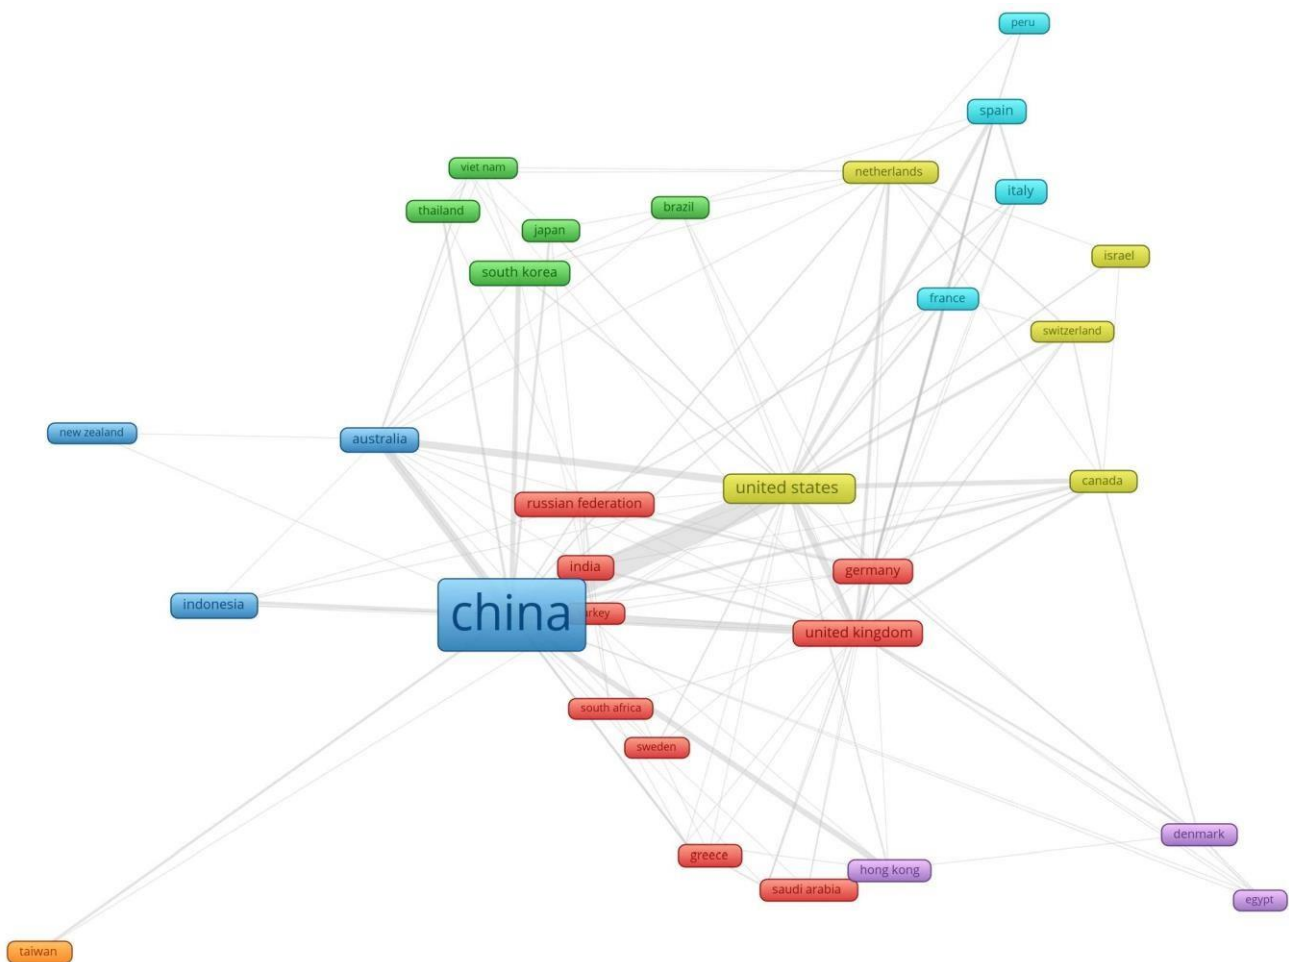 peru
spain
viet nam
netherlands
italy
thailand
brazil
japan
israel
south korea
france
switzerland
new zealand
australia
canada
united states
russian federation
india
germany
indonesia
china
urkey
united kingdom
south africa
sweden
denmark
greece
hong kong
saudi arabia
egypt
taiwan